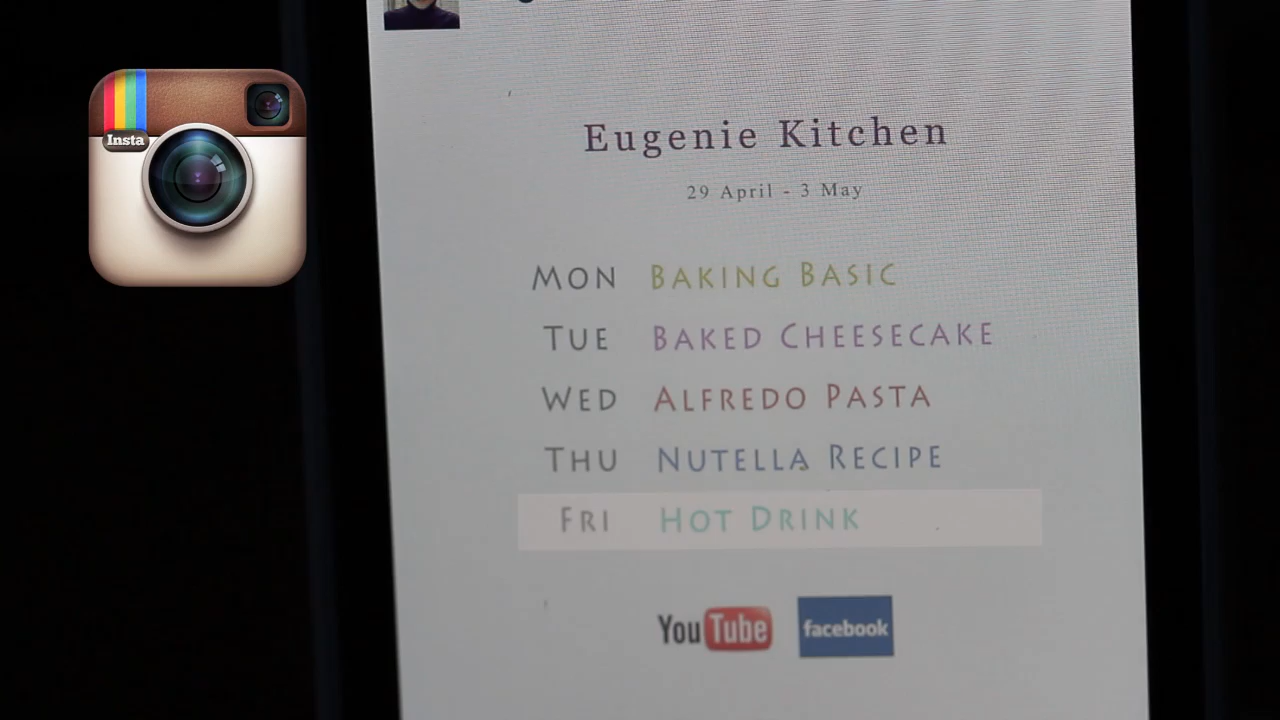 Insta
Eugenie Kitchen
29 April - 3 May
MON BAKING BASIC
TUE BAKED CHEESECAKE
WED ALFREDO PASTA
THU NUTELLA RECIPE
FRI HOT DRINK
YouTube facebook